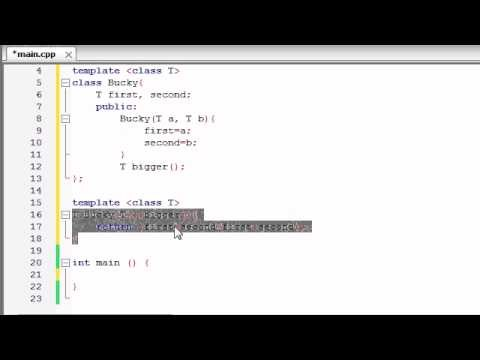 *main.cpp X
4 template <class T>
5 class Bucky{
6 T first, second;
7 public:
8 Bucky(T a, T b){
9 first=a;
10 second=b;
11 }
12 T bigger();
13 };
14
15 template <class T>
16 T Bucky<T>::bigger(){
17 return (first>second?first:second);
18 }
19
20 int main () {
21
22 }
23